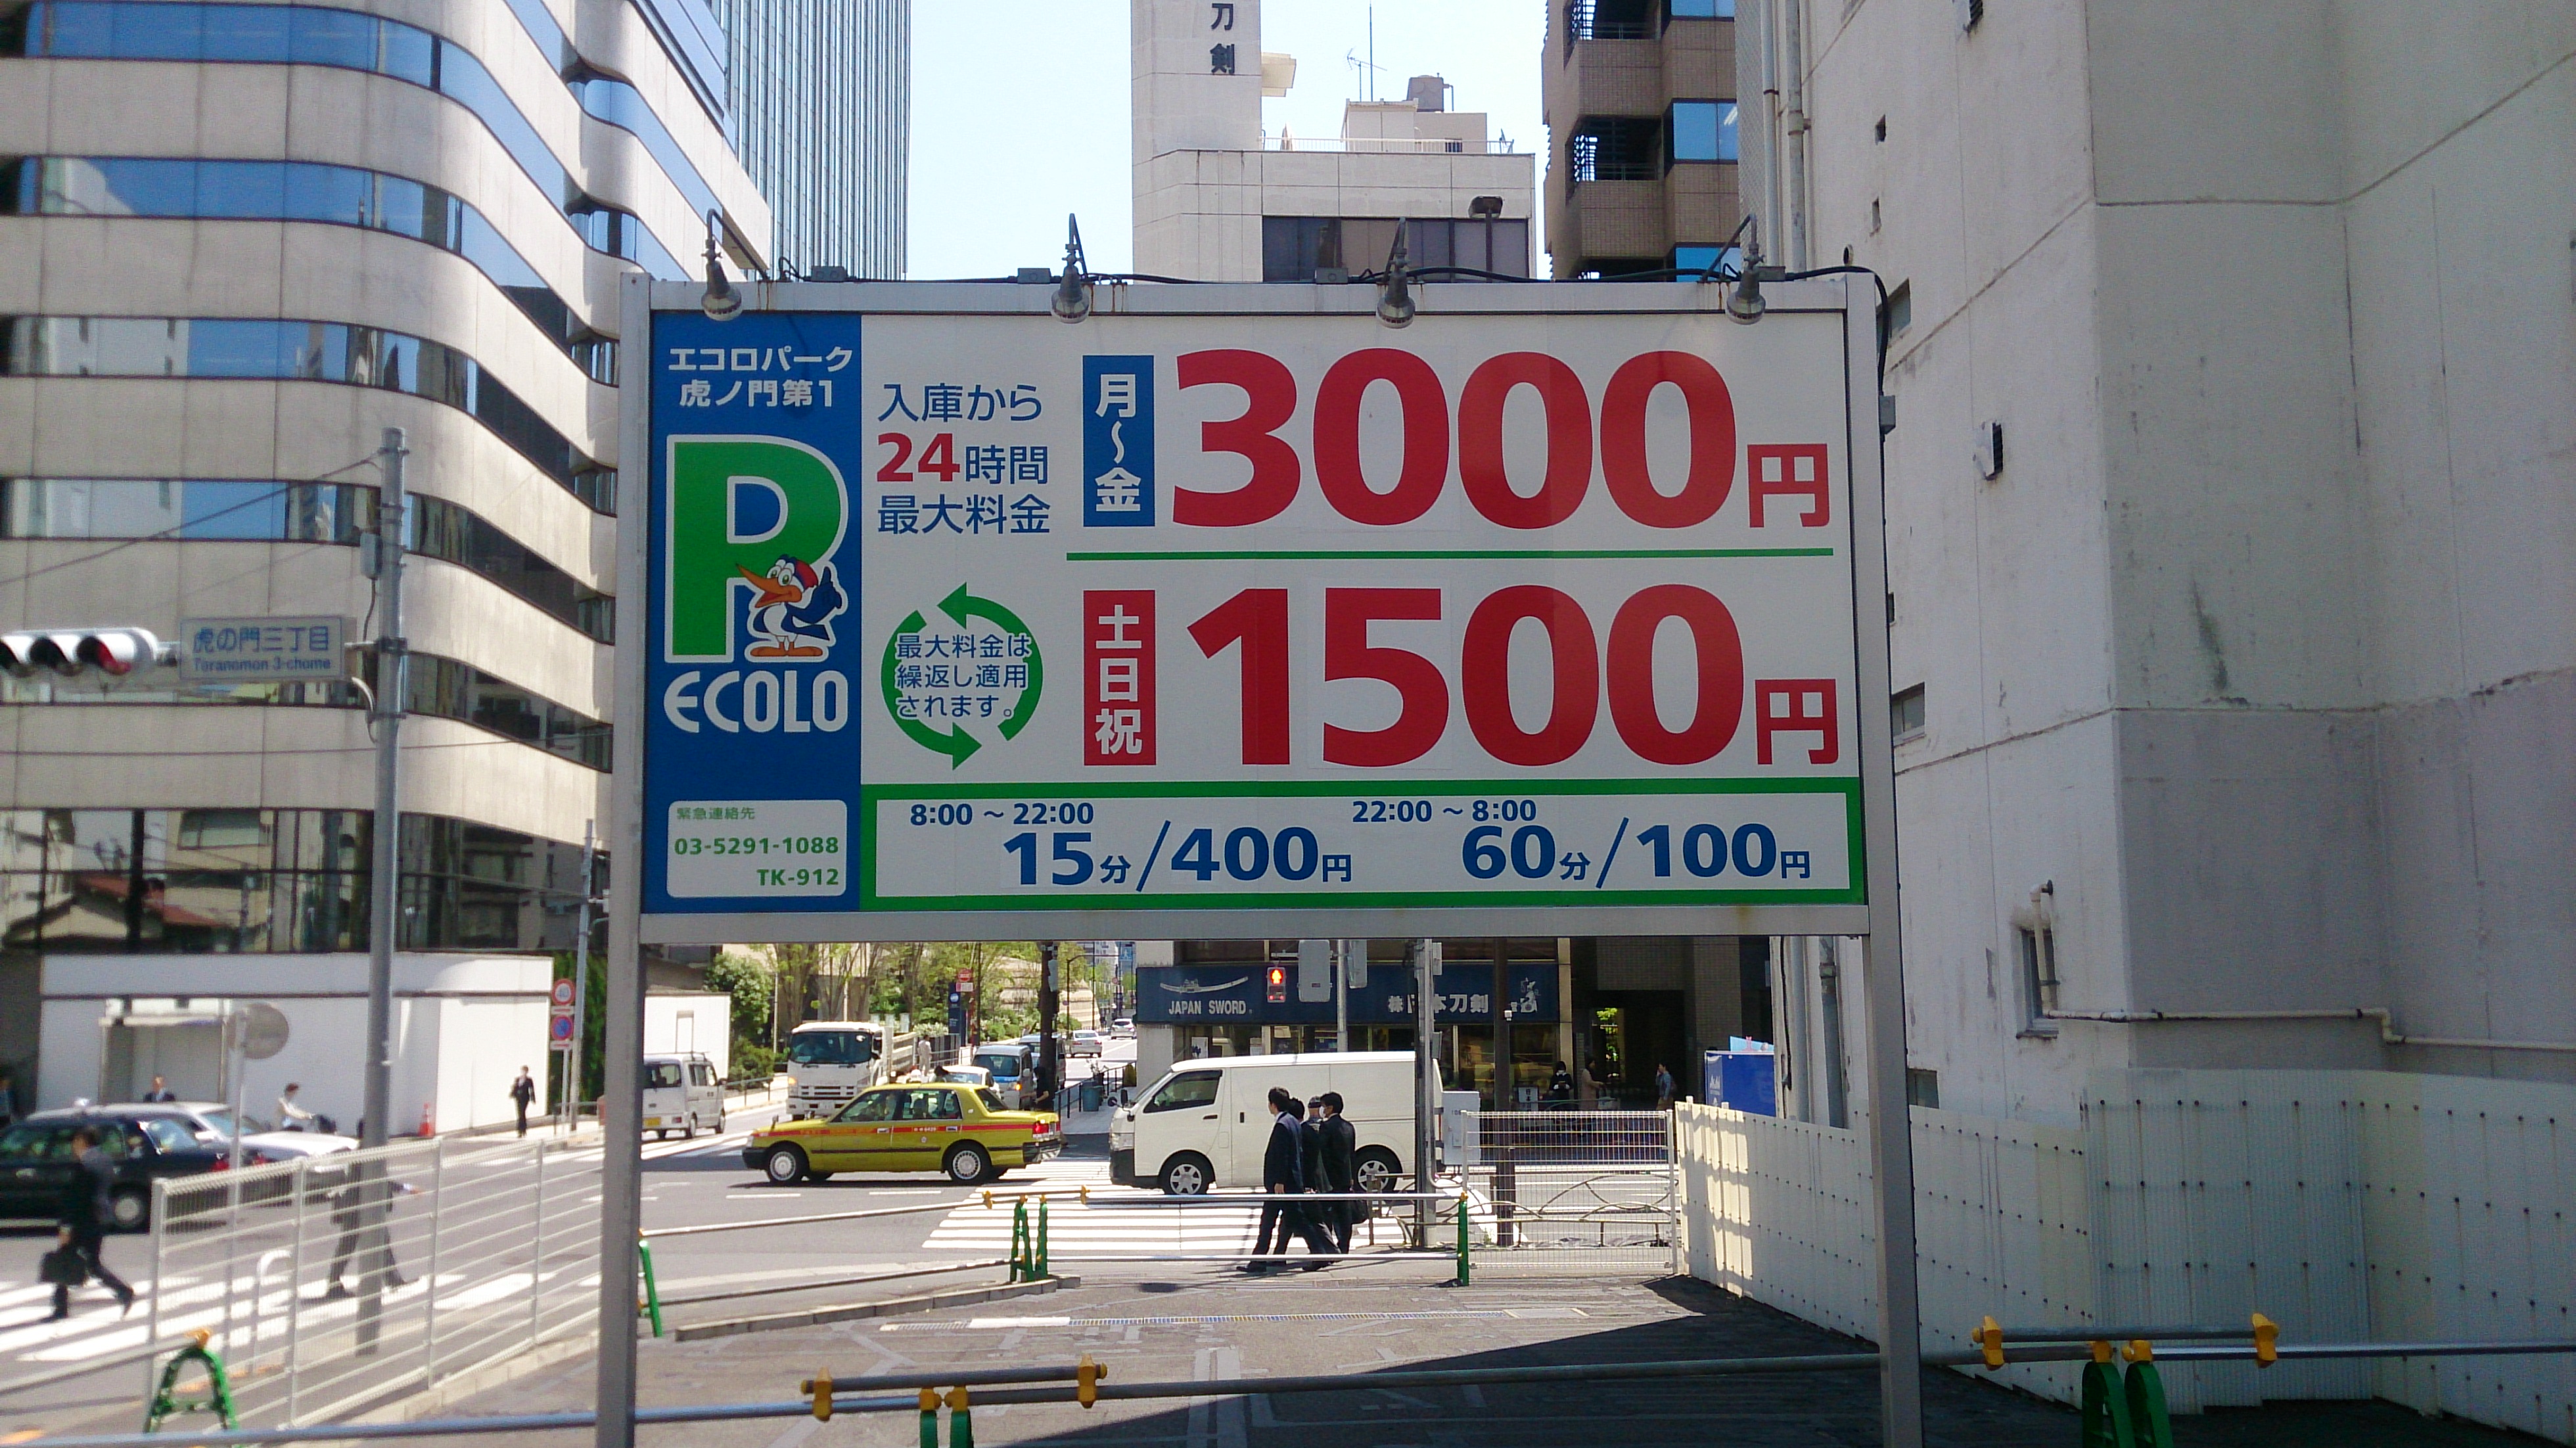 刀剣
エコロパーク
虎ノ門第1
P
ECOLO
緊急連絡先
03-5291-1088
TK-912
入庫から
24時間
最大料金
月～金
3000円
最大料金は
繰返し適用
されます。
土日祝
1500円
8:00 ～ 22:00
15分/400円
22:00 ～ 8:00
60分/100円
虎の門三丁目
Toranomon 3-chome
JAPAN SWORD
本刀剣